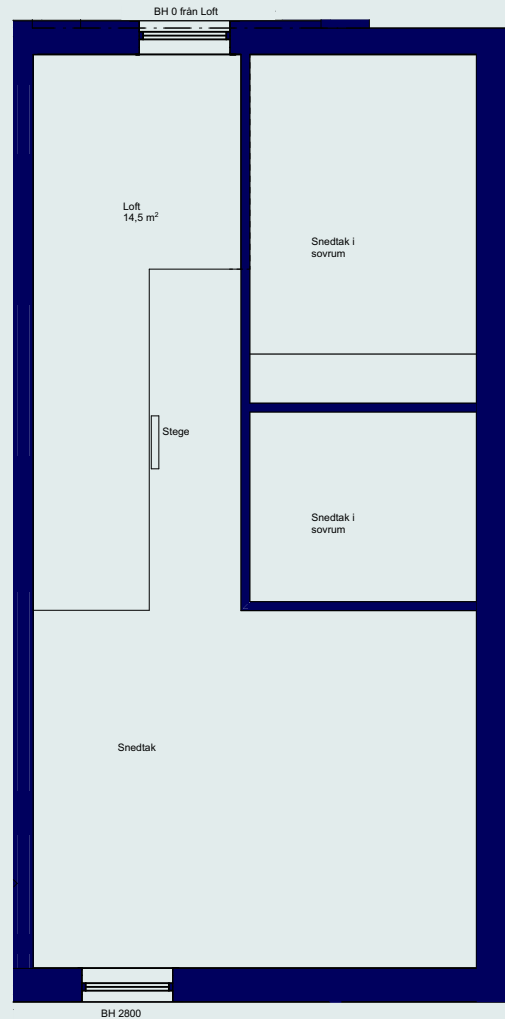 BH 0 från Loft
Loft
14,5 m²
Snedtak i
sovrum
Stege
Snedtak i
sovrum
Snedtak
BH 2800